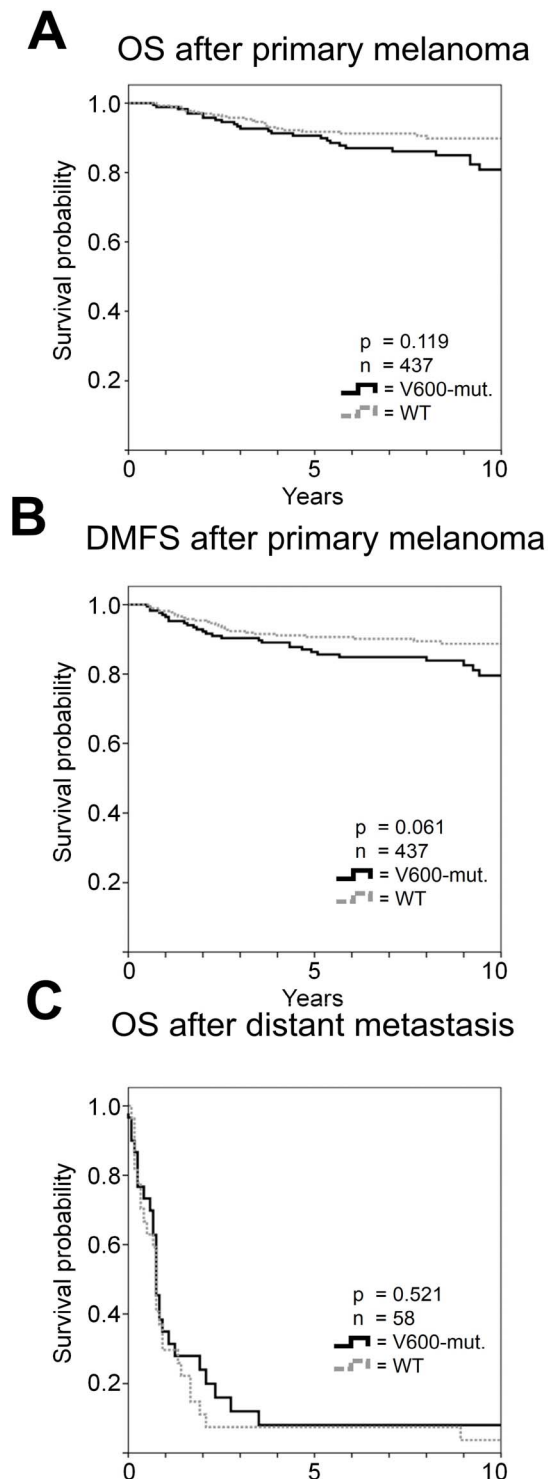 A
OS after primary melanoma
Survival probability
1.0
0.8
0.6
0.4
0.2
p = 0.119
n = 437
= V600-mut.
= WT
0 5 10
Years
B
DMFS after primary melanoma
Survival probability
1.0
0.8
0.6
0.4
0.2
p = 0.061
n = 437
= V600-mut.
= WT
0 5 10
Years
C
OS after distant metastasis
Survival probability
1.0
0.8
0.6
0.4
0.2
p = 0.521
n = 58
= V600-mut.
= WT
0 5 10